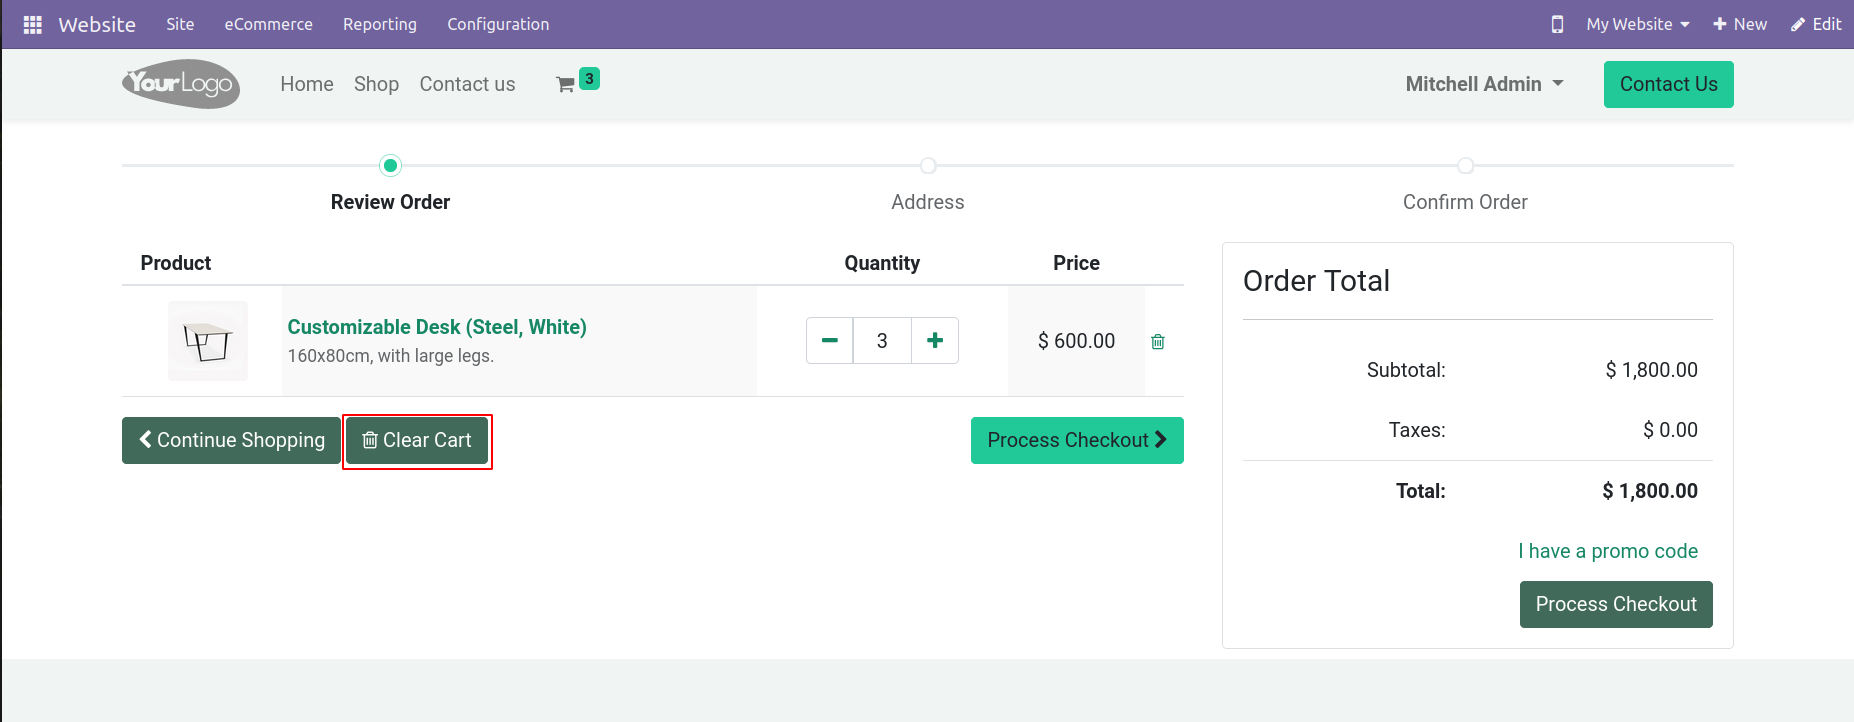 Website Site eCommerce Reporting Configuration My Website New Edit
YourLogo Home Shop Contact us 3 Mitchell Admin Contact Us
Review Order Address Confirm Order
Product Quantity Price
Order Total
Customizable Desk (Steel, White)
160x80cm, with large legs.
3 $ 600.00
Subtotal: $ 1,800.00
Taxes: $ 0.00
Continue Shopping Clear Cart Process Checkout
Total: $ 1,800.00
I have a promo code
Process Checkout